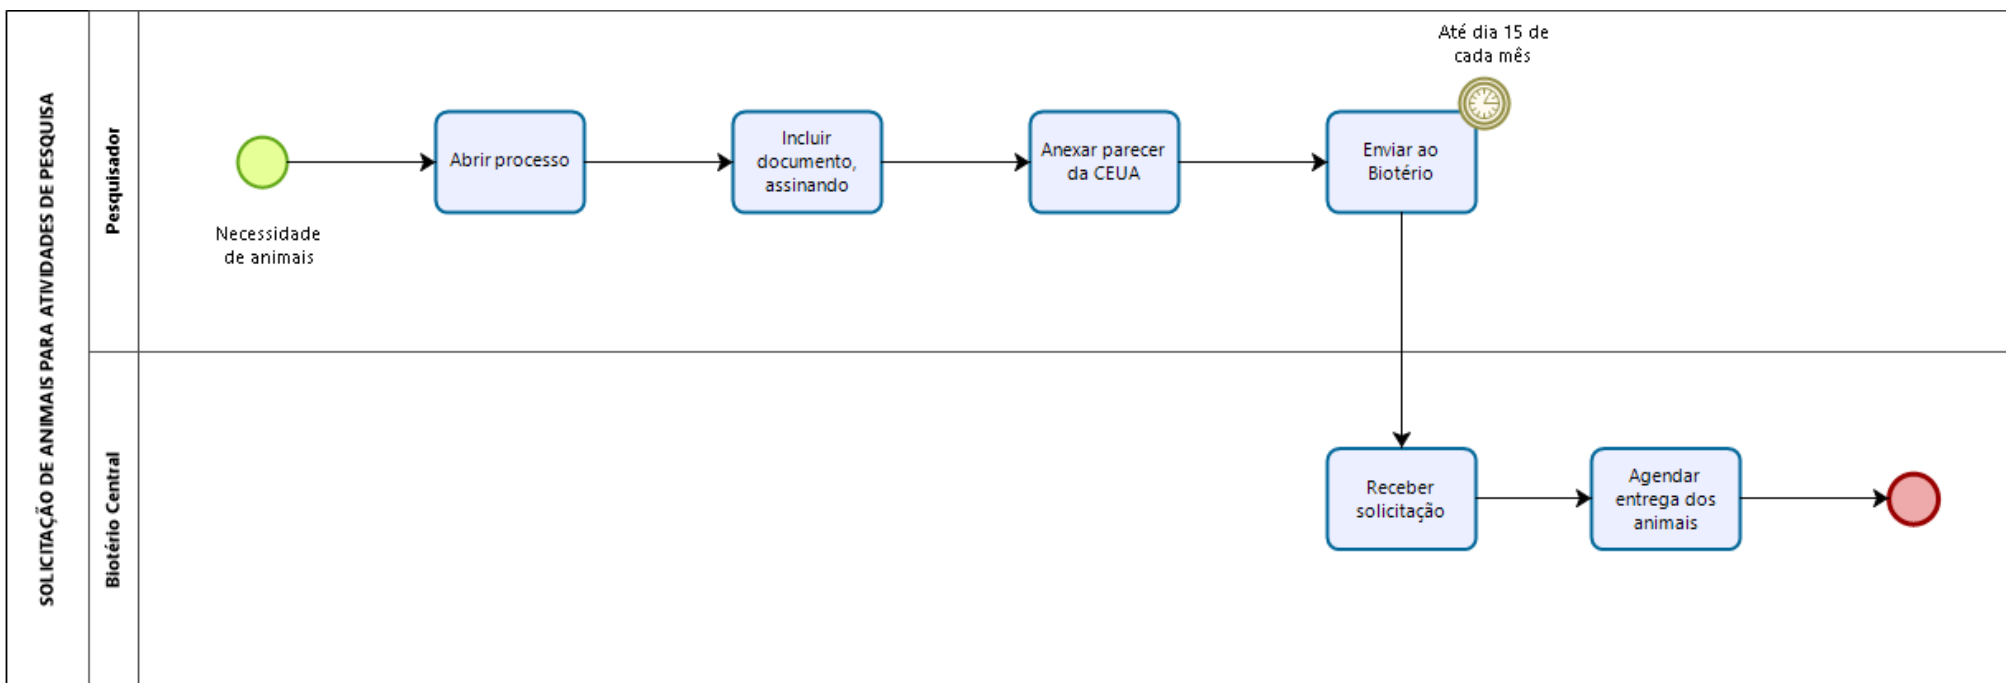 SOLICITAÇÃO DE ANIMAIS PARA ATIVIDADES DE PESQUISA
Pesquisador
Necessidade
de animais
Abrir processo
Incluir
documento,
assinando
Anexar parecer
da CEUA
Enviar ao
Biotério
Até dia 15 de
cada mês
Biotério Central
Receber
solicitação
Agendar
entrega dos
animais